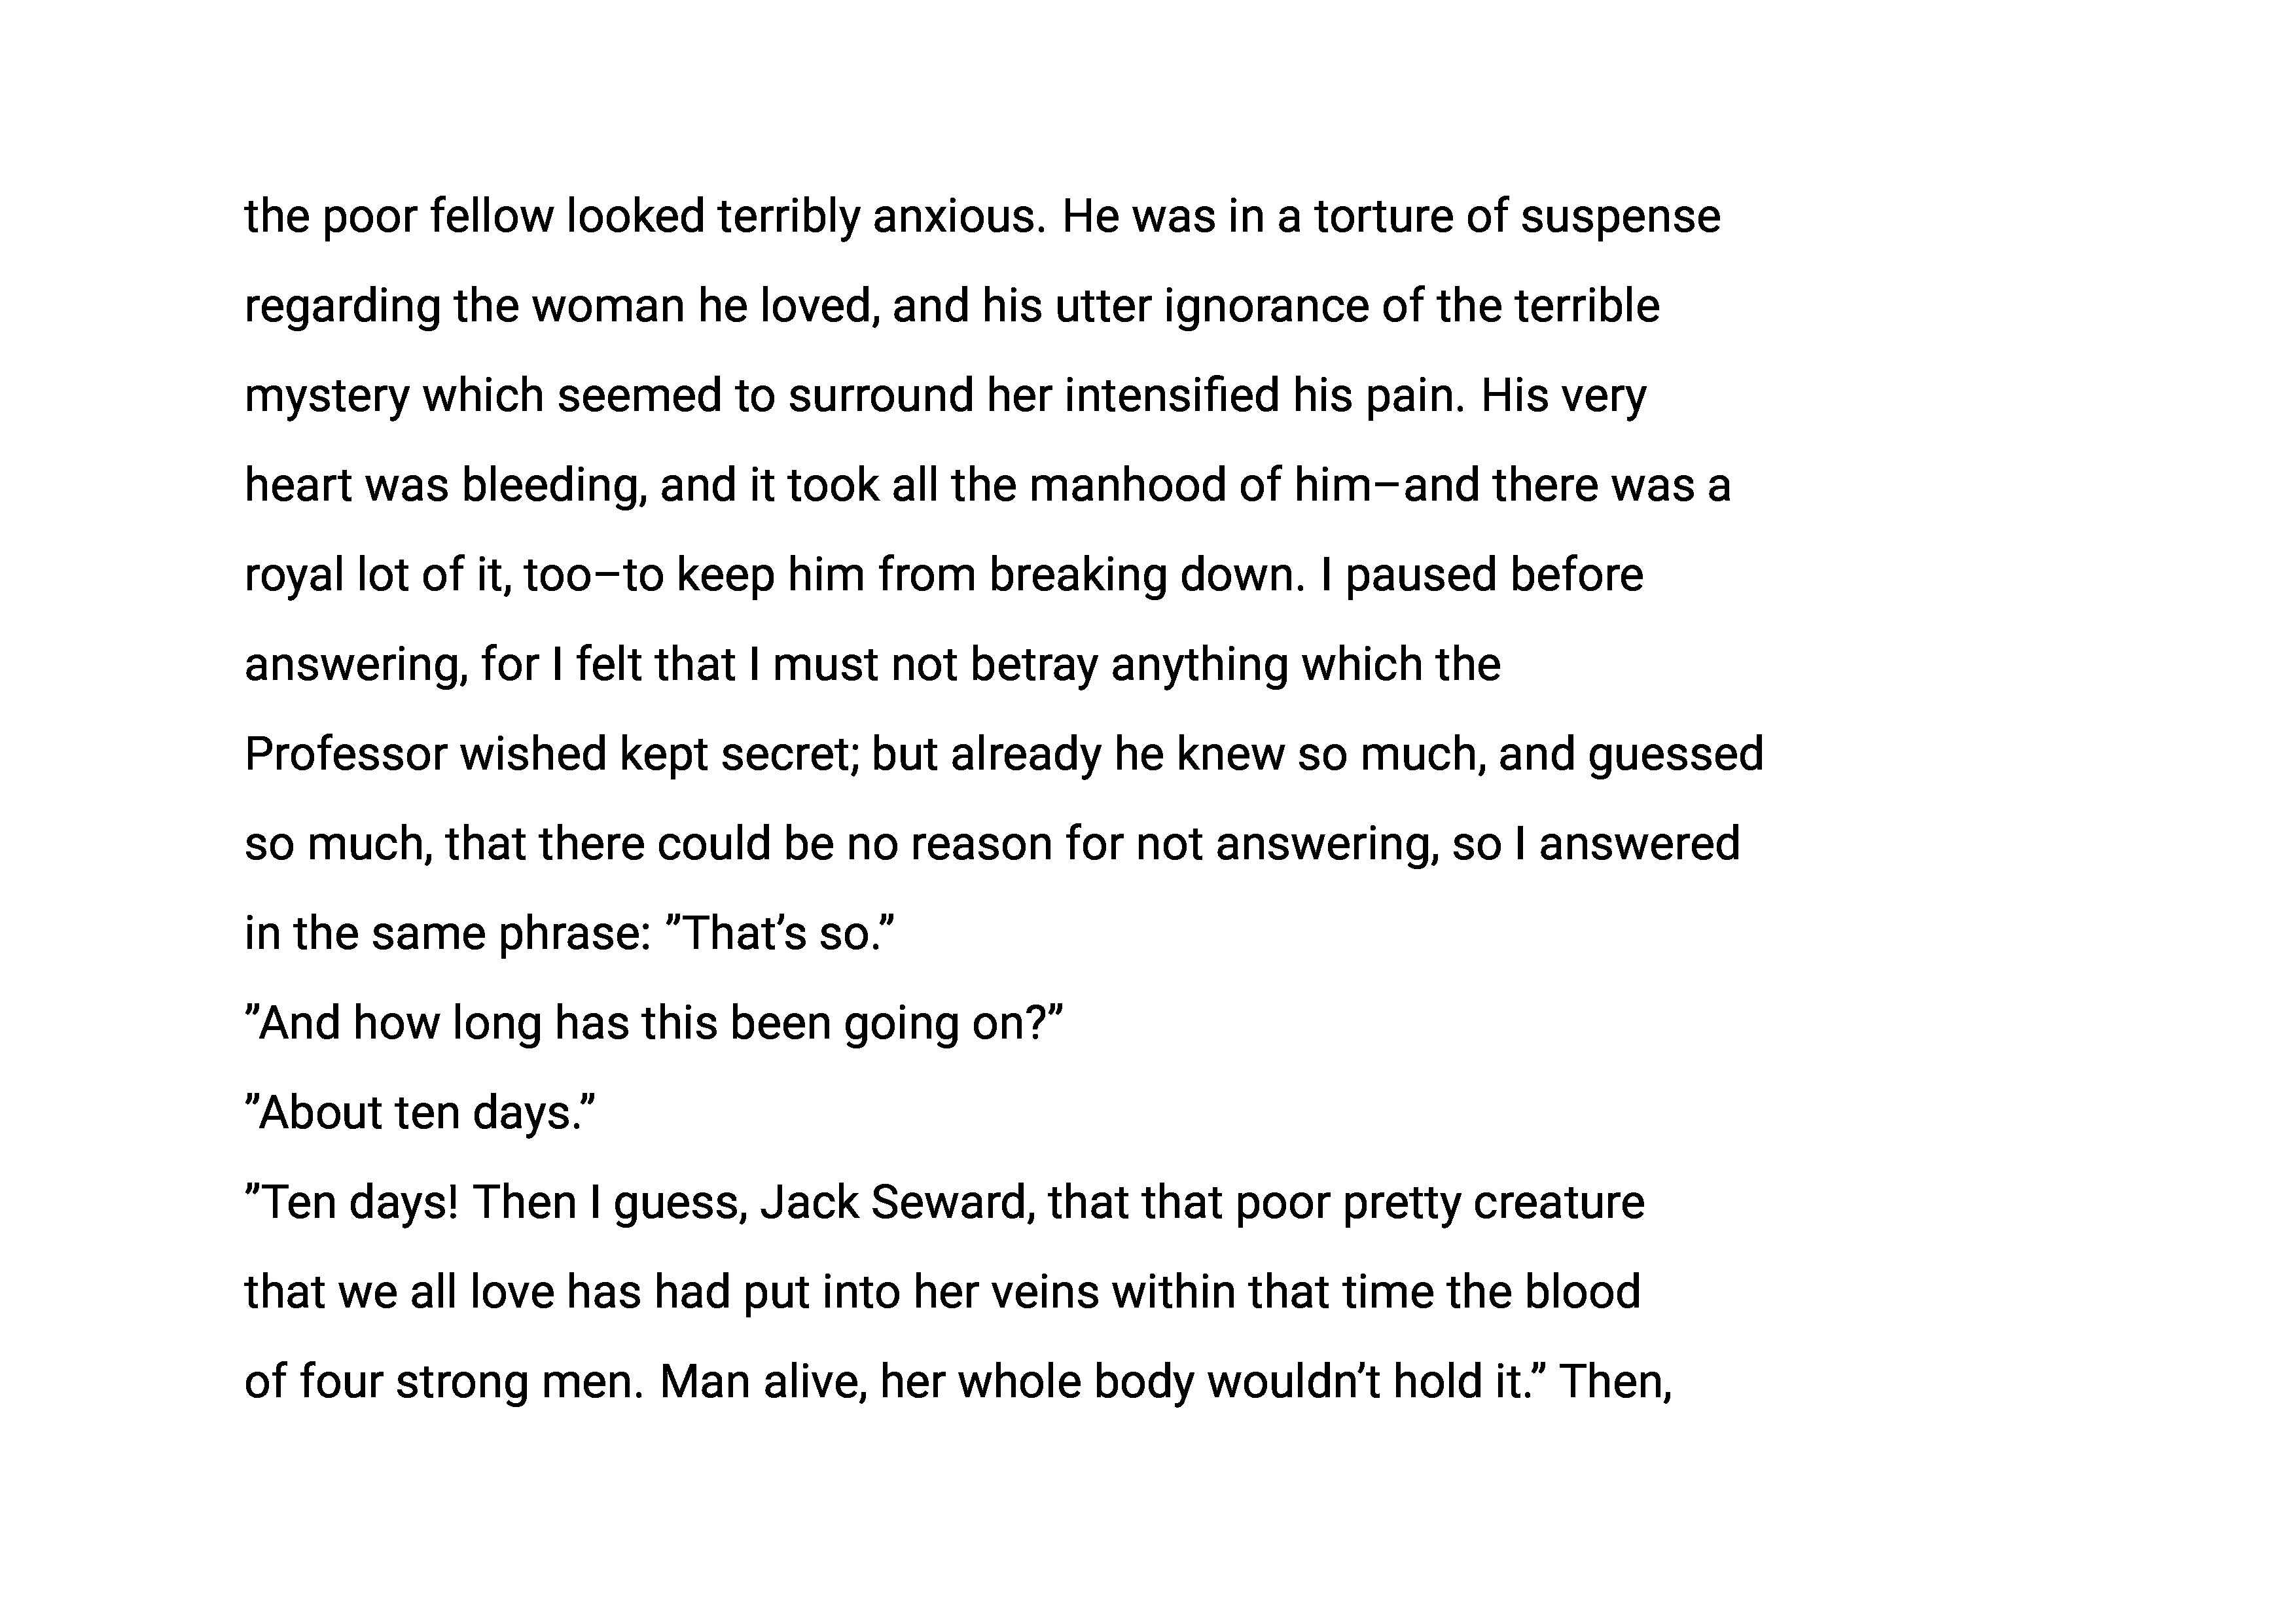 the poor fellow looked terribly anxious. He was in a torture of suspense
regarding the woman he loved, and his utter ignorance of the terrible
mystery which seemed to surround her intensified his pain. His very
heart was bleeding, and it took all the manhood of him–and there was a
royal lot of it, too–to keep him from breaking down. I paused before
answering, for I felt that I must not betray anything which the
Professor wished kept secret; but already he knew so much, and guessed
so much, that there could be no reason for not answering, so I answered
in the same phrase: ”That’s so.”
”And how long has this been going on?”
”About ten days.”
”Ten days! Then I guess, Jack Seward, that that poor pretty creature
that we all love has had put into her veins within that time the blood
of four strong men. Man alive, her whole body wouldn’t hold it.” Then,